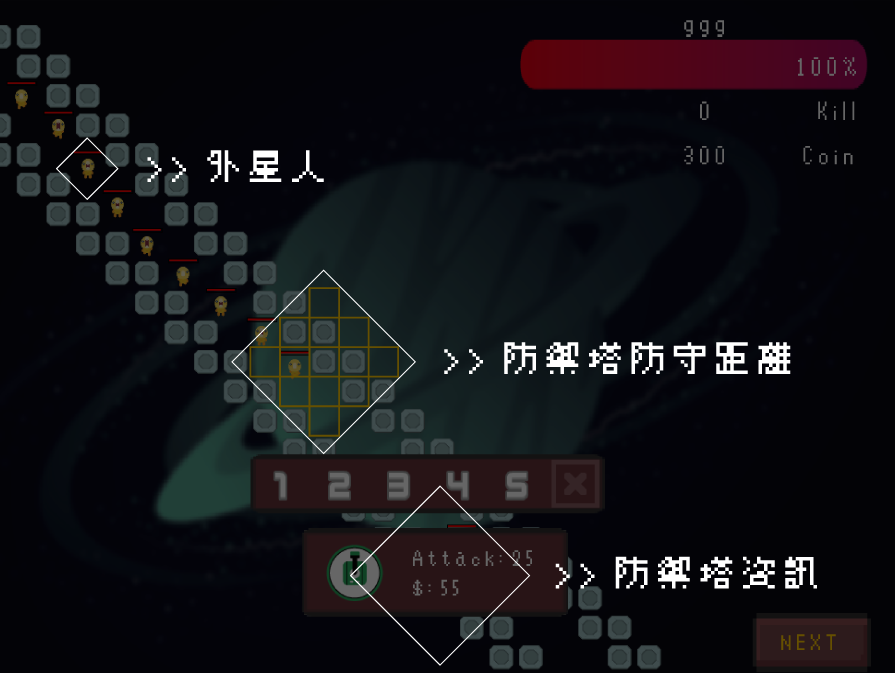 999
100%
0 Kill
>> 外星人
300 Coin
>> 防禦塔防守距離
1 2 3 4 5 X
Attack:25
$:55
>> 防禦塔資訊
NEXT